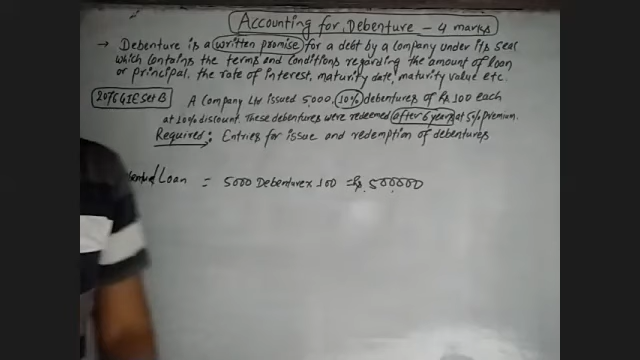 Accounting for Debenture - 4 marks
→ Debenture is a written promise for a debt by a company under its seal
which contains the terms and conditions regarding the amount of loan
or principal, the rate of interest, maturity date, maturity value etc.
2076 GIE Set B A Company Ltd issued 5000, 10% debentures of Rs 100 each
at 10% discount. These debentures were redeemed after 6 years at 5% premium.
Required: Entries for issue and redemption of debentures
Loan = 5000 Debenture x 100 = Rs. 500000